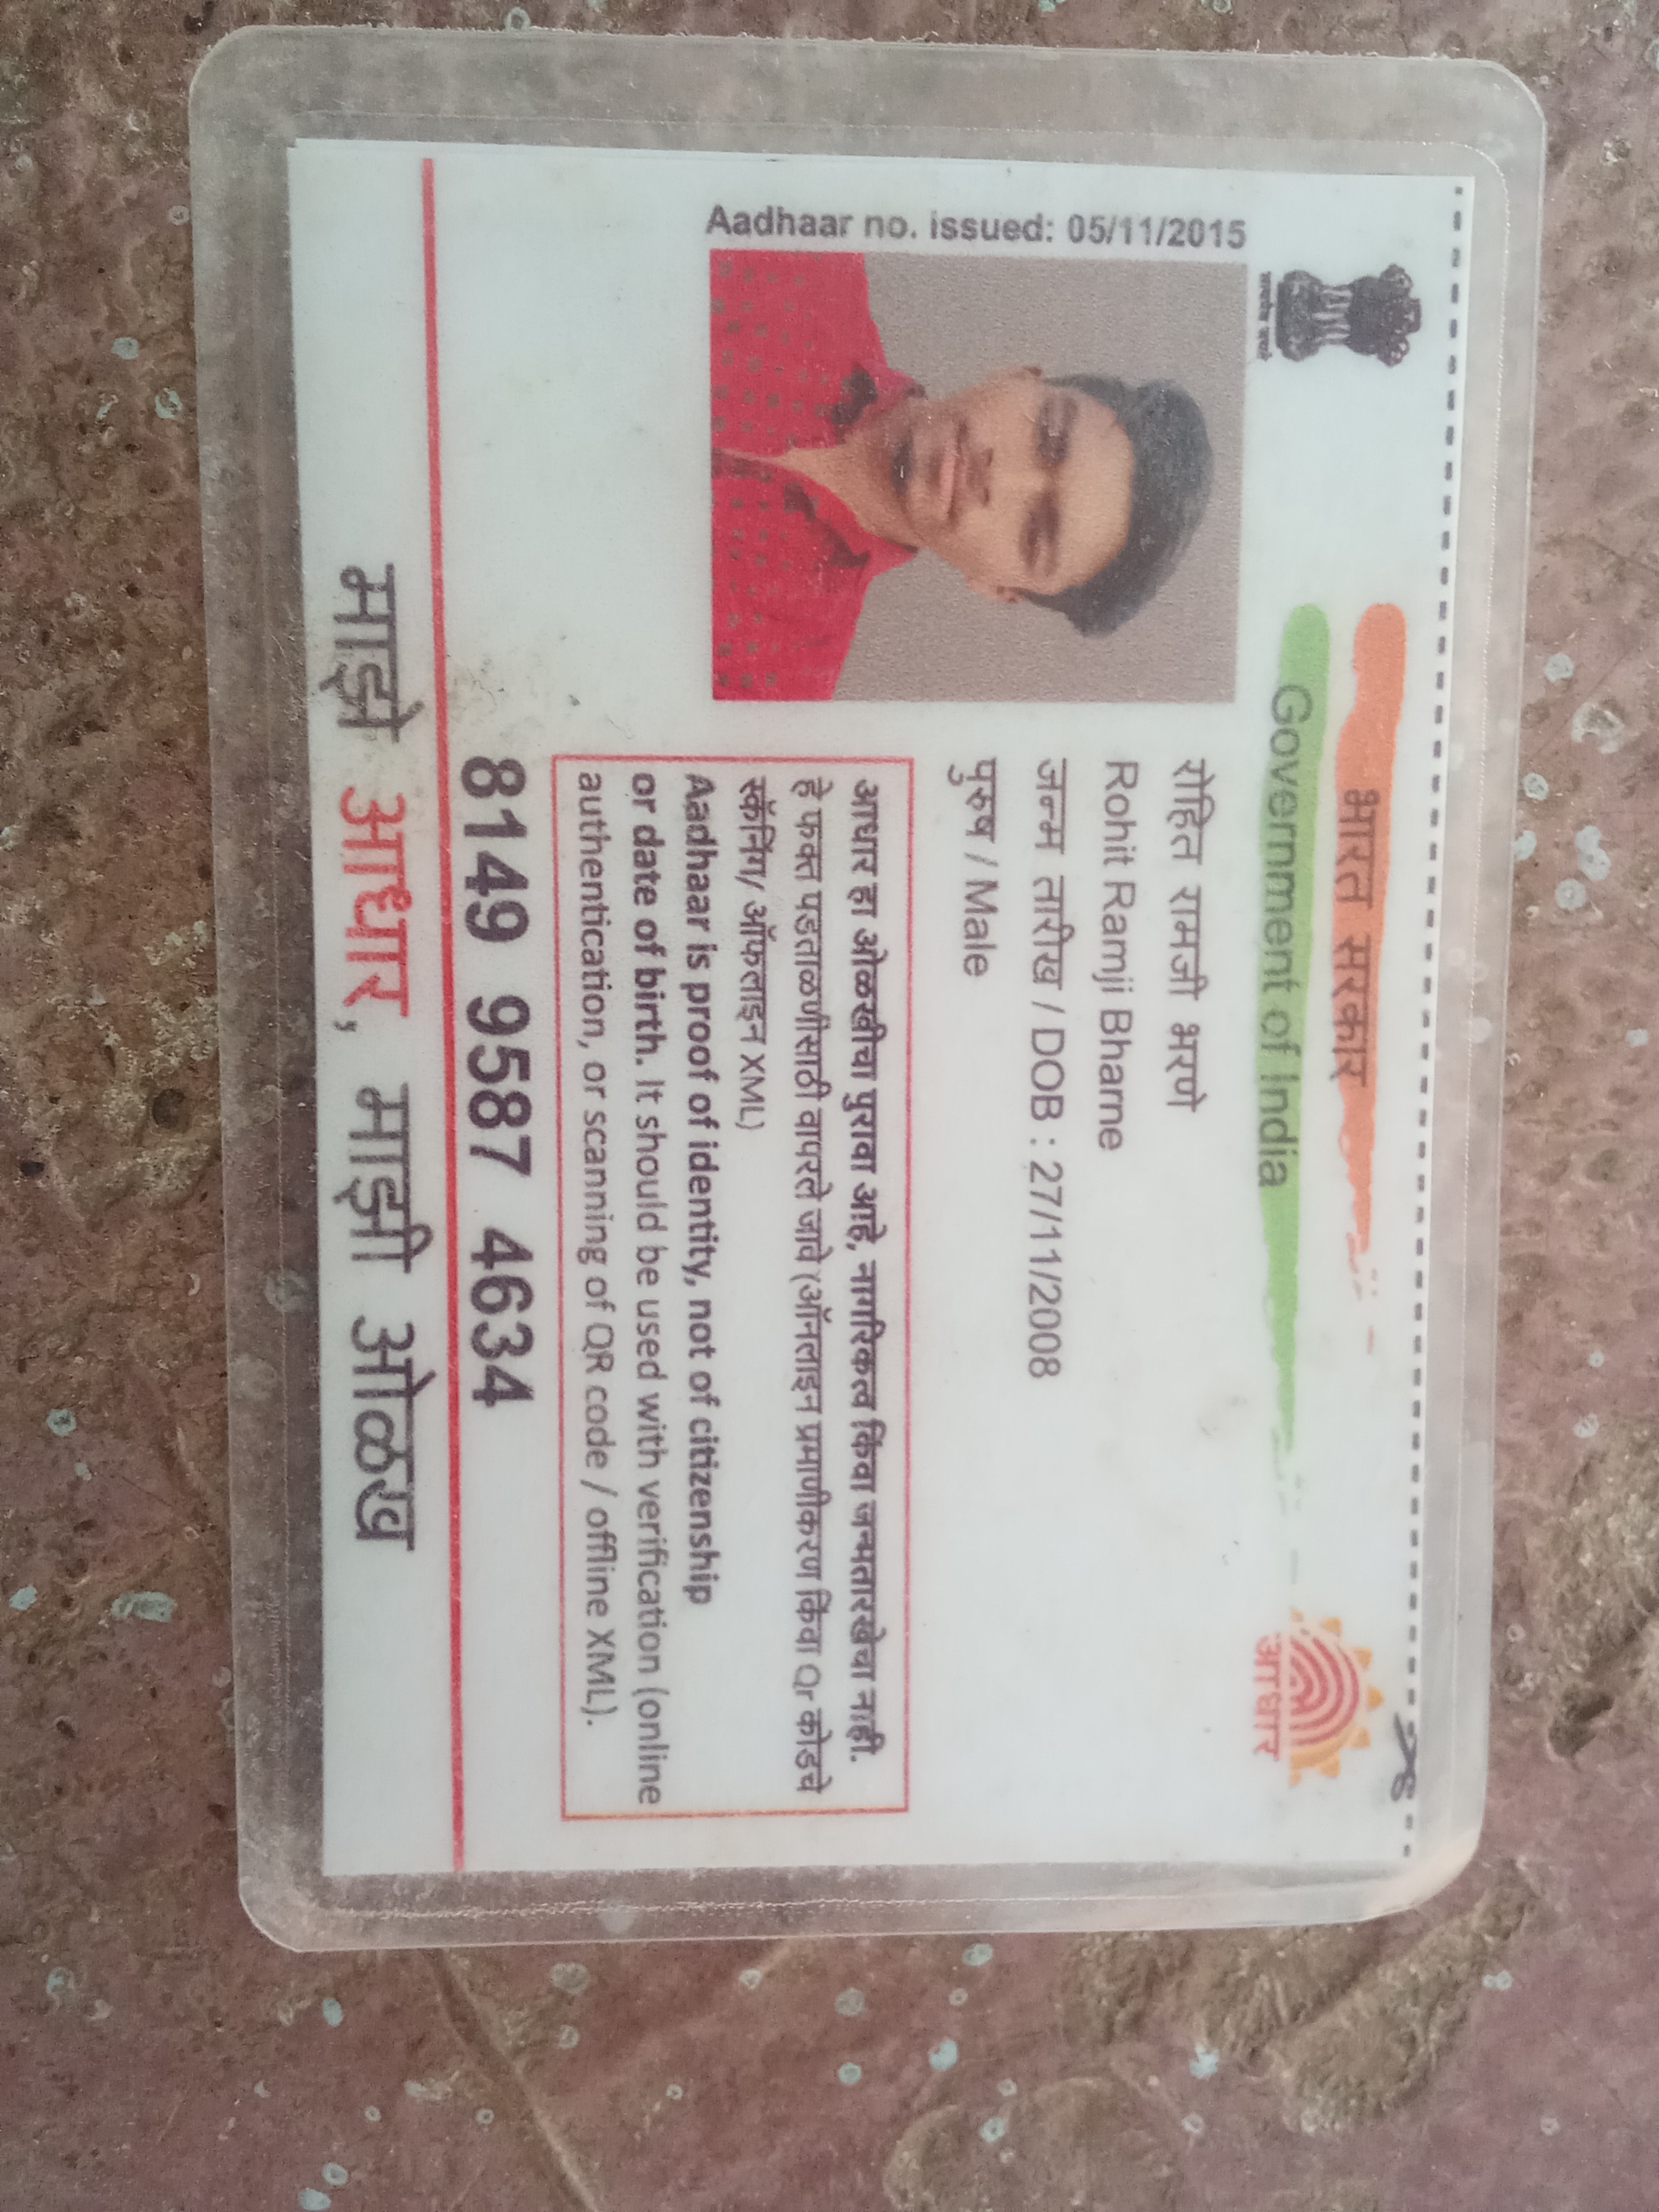 भारत सरकार
Government of India
आधार
Aadhaar no. issued: 05/11/2015
रोहित रामजी भरणे
Rohit Ramji Bharne
जन्म तारीख / DOB : 27/11/2008
पुरुष / Male
आधार हा ओळखीचा पुरावा आहे, नागरिकत्व किंवा जन्मतारखेचा नाही.
हे फक्त पडताळणीसाठी वापरले जावे (ऑनलाइन प्रमाणीकरण किंवा Qr कोडचे
स्कॅनिंग/ ऑफलाइन XML)
Aadhaar is proof of identity, not of citizenship
or date of birth. It should be used with verification (online
authentication, or scanning of QR code / offline XML).
8149 9587 4634
माझे आधार, माझी ओळख